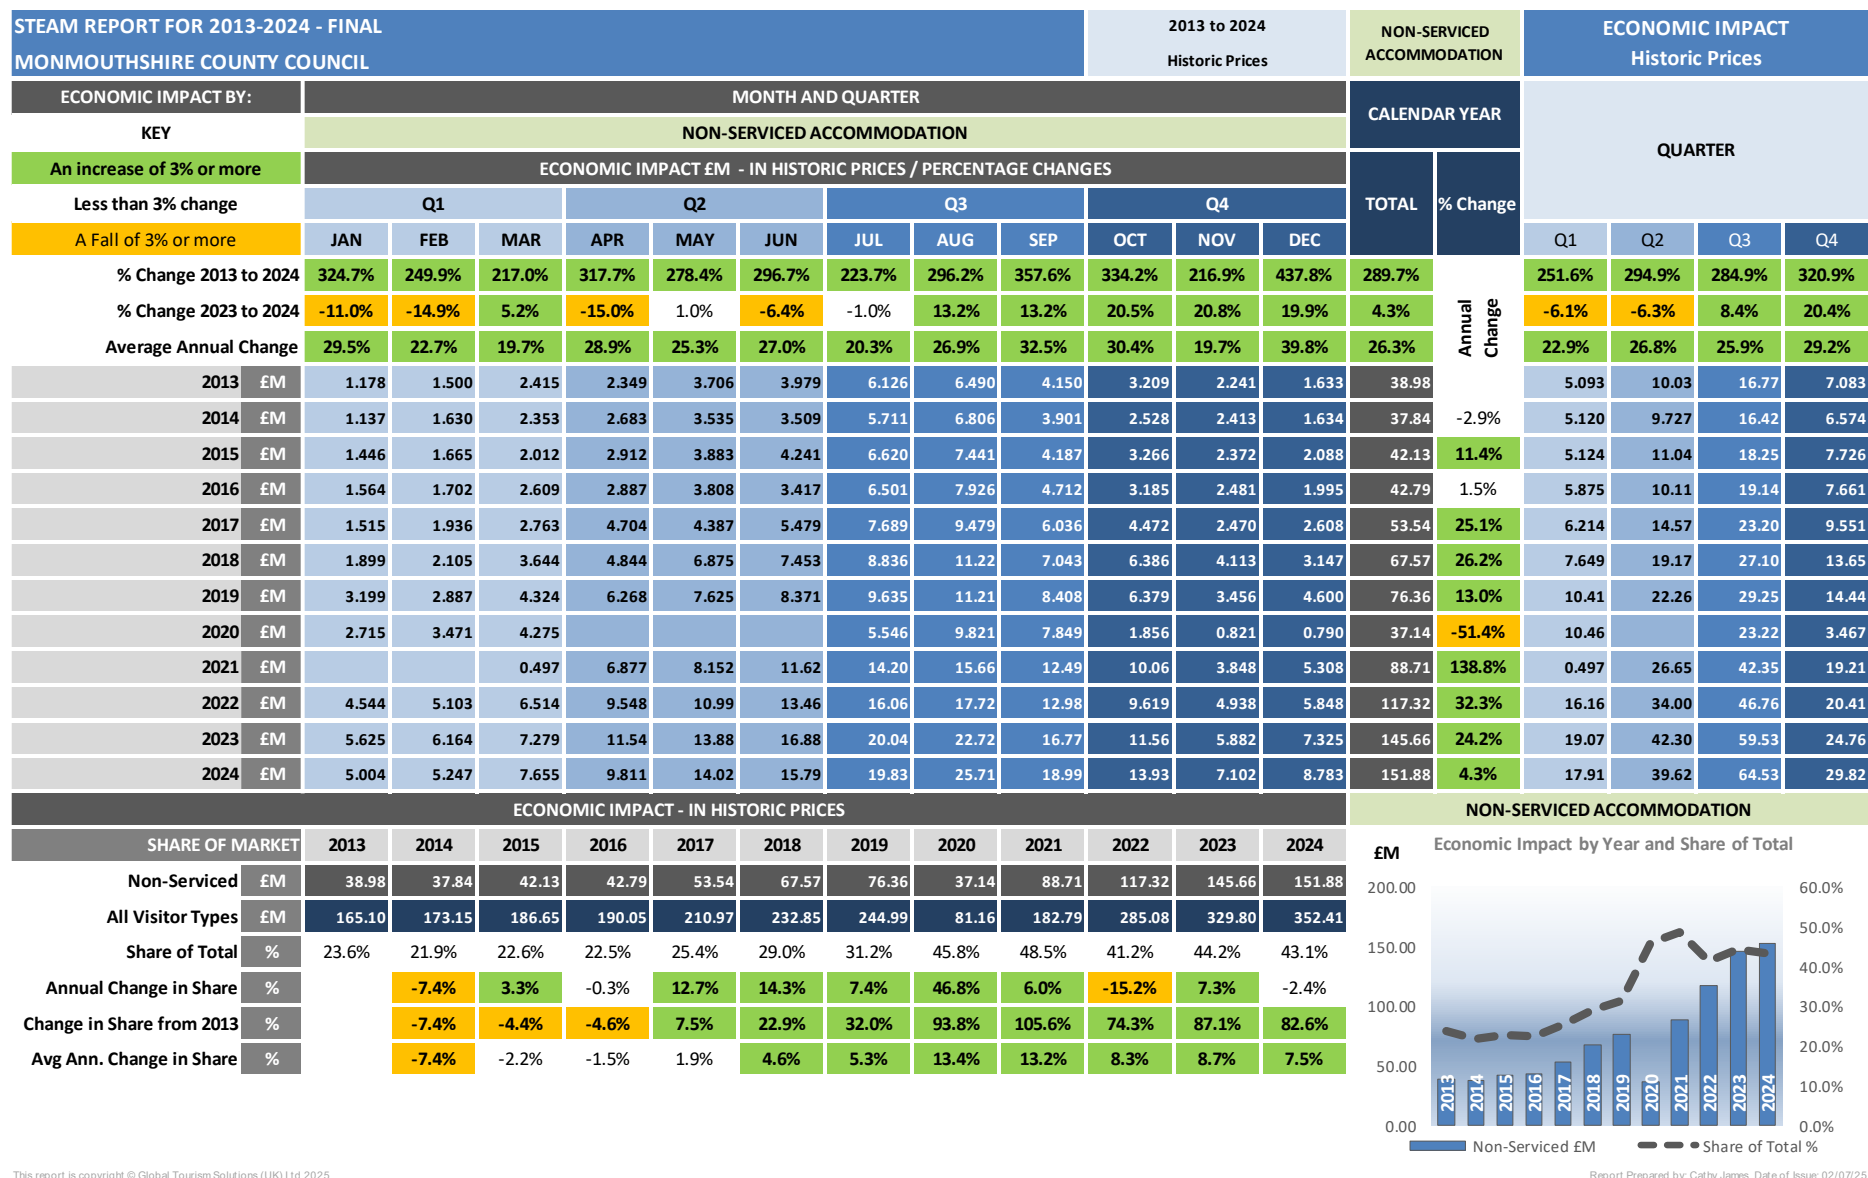 STEAM REPORT FOR 2013-2024 - FINAL
MONMOUTHSHIRE COUNTY COUNCIL
2013 to 2024
Historic Prices
NON-SERVICED
ACCOMMODATION
ECONOMIC IMPACT
Historic Prices
ECONOMIC IMPACT BY:
MONTH AND QUARTER
CALENDAR YEAR
QUARTER
KEY
NON-SERVICED ACCOMMODATION
An increase of 3% or more
ECONOMIC IMPACT £M - IN HISTORIC PRICES / PERCENTAGE CHANGES
TOTAL % Change
Less than 3% change
Q1 Q2 Q3 Q4
A Fall of 3% or more
JAN FEB MAR APR MAY JUN JUL AUG SEP OCT NOV DEC Q1 Q2 Q3 Q4
% Change 2013 to 2024 324.7% 249.9% 217.0% 317.7% 278.4% 296.7% 223.7% 296.2% 357.6% 334.2% 216.9% 437.8% 289.7% 251.6% 294.9% 284.9% 320.9%
% Change 2023 to 2024 -11.0% -14.9% 5.2% -15.0% 1.0% -6.4% -1.0% 13.2% 13.2% 20.5% 20.8% 19.9% 4.3% -6.1% -6.3% 8.4% 20.4%
Average Annual Change 29.5% 22.7% 19.7% 28.9% 25.3% 27.0% 20.3% 26.9% 32.5% 30.4% 19.7% 39.8% 26.3% 22.9% 26.8% 25.9% 29.2%
Annual
Change
2013 £M 1.178 1.500 2.415 2.349 3.706 3.979 6.126 6.490 4.150 3.209 2.241 1.633 38.98 5.093 10.03 16.77 7.083
2014 £M 1.137 1.630 2.353 2.683 3.535 3.509 5.711 6.806 3.901 2.528 2.413 1.634 37.84 -2.9% 5.120 9.727 16.42 6.574
2015 £M 1.446 1.665 2.012 2.912 3.883 4.241 6.620 7.441 4.187 3.266 2.372 2.088 42.13 11.4% 5.124 11.04 18.25 7.726
2016 £M 1.564 1.702 2.609 2.887 3.808 3.417 6.501 7.926 4.712 3.185 2.481 1.995 42.79 1.5% 5.875 10.11 19.14 7.661
2017 £M 1.515 1.936 2.763 4.704 4.387 5.479 7.689 9.479 6.036 4.472 2.470 2.608 53.54 25.1% 6.214 14.57 23.20 9.551
2018 £M 1.899 2.105 3.644 4.844 6.875 7.453 8.836 11.22 7.043 6.386 4.113 3.147 67.57 26.2% 7.649 19.17 27.10 13.65
2019 £M 3.199 2.887 4.324 6.268 7.625 8.371 9.635 11.21 8.408 6.379 3.456 4.600 76.36 13.0% 10.41 22.26 29.25 14.44
2020 £M 2.715 3.471 4.275 5.546 9.821 7.849 1.856 0.821 0.790 37.14 -51.4% 10.46 23.22 3.467
2021 £M 0.497 6.877 8.152 11.62 14.20 15.66 12.49 10.06 3.848 5.308 88.71 138.8% 0.497 26.65 42.35 19.21
2022 £M 4.544 5.103 6.514 9.548 10.99 13.46 16.06 17.72 12.98 9.619 4.938 5.848 117.32 32.3% 16.16 34.00 46.76 20.41
2023 £M 5.625 6.164 7.279 11.54 13.88 16.88 20.04 22.72 16.77 11.56 5.882 7.325 145.66 24.2% 19.07 42.30 59.53 24.76
2024 £M 5.004 5.247 7.655 9.811 14.02 15.79 19.83 25.71 18.99 13.93 7.102 8.783 151.88 4.3% 17.91 39.62 64.53 29.82
ECONOMIC IMPACT - IN HISTORIC PRICES
NON-SERVICED ACCOMMODATION
SHARE OF MARKET 2013 2014 2015 2016 2017 2018 2019 2020 2021 2022 2023 2024
Non-Serviced £M 38.98 37.84 42.13 42.79 53.54 67.57 76.36 37.14 88.71 117.32 145.66 151.88
All Visitor Types £M 165.10 173.15 186.65 190.05 210.97 232.85 244.99 81.16 182.79 285.08 329.80 352.41
Share of Total % 23.6% 21.9% 22.6% 22.5% 25.4% 29.0% 31.2% 45.8% 48.5% 41.2% 44.2% 43.1%
Annual Change in Share % -7.4% 3.3% -0.3% 12.7% 14.3% 7.4% 46.8% 6.0% -15.2% 7.3% -2.4%
Change in Share from 2013 % -7.4% -4.4% -4.6% 7.5% 22.9% 32.0% 93.8% 105.6% 74.3% 87.1% 82.6%
Avg Ann. Change in Share % -7.4% -2.2% -1.5% 1.9% 4.6% 5.3% 13.4% 13.2% 8.3% 8.7% 7.5%
£M Economic Impact by Year and Share of Total
200.00 60.0%
50.0%
150.00
40.0%
100.00 30.0%
20.0%
50.00
10.0%
0.00 0.0%
2013 2014 2015 2016 2017 2018 2019 2020 2021 2022 2023 2024
Non-Serviced £M Share of Total %
This report is copyright © Global Tourism Solutions (UK) Ltd 2025
Report Prepared by: Cathy James. Date of Issue: 02/07/25